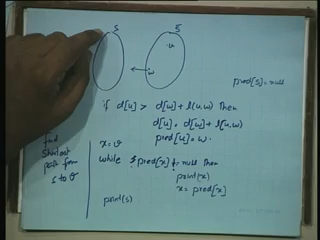 S S̄
u
w
pred[s] = null
if d[u] > d[w] + l(u,w) Then
d[u] = d[w] + l[u,w)
pred[u] = w.
find
Shortest
path from
s to v
x = v
while pred[x] ≠ null Then
print(x)
x = pred[x]
print(s)